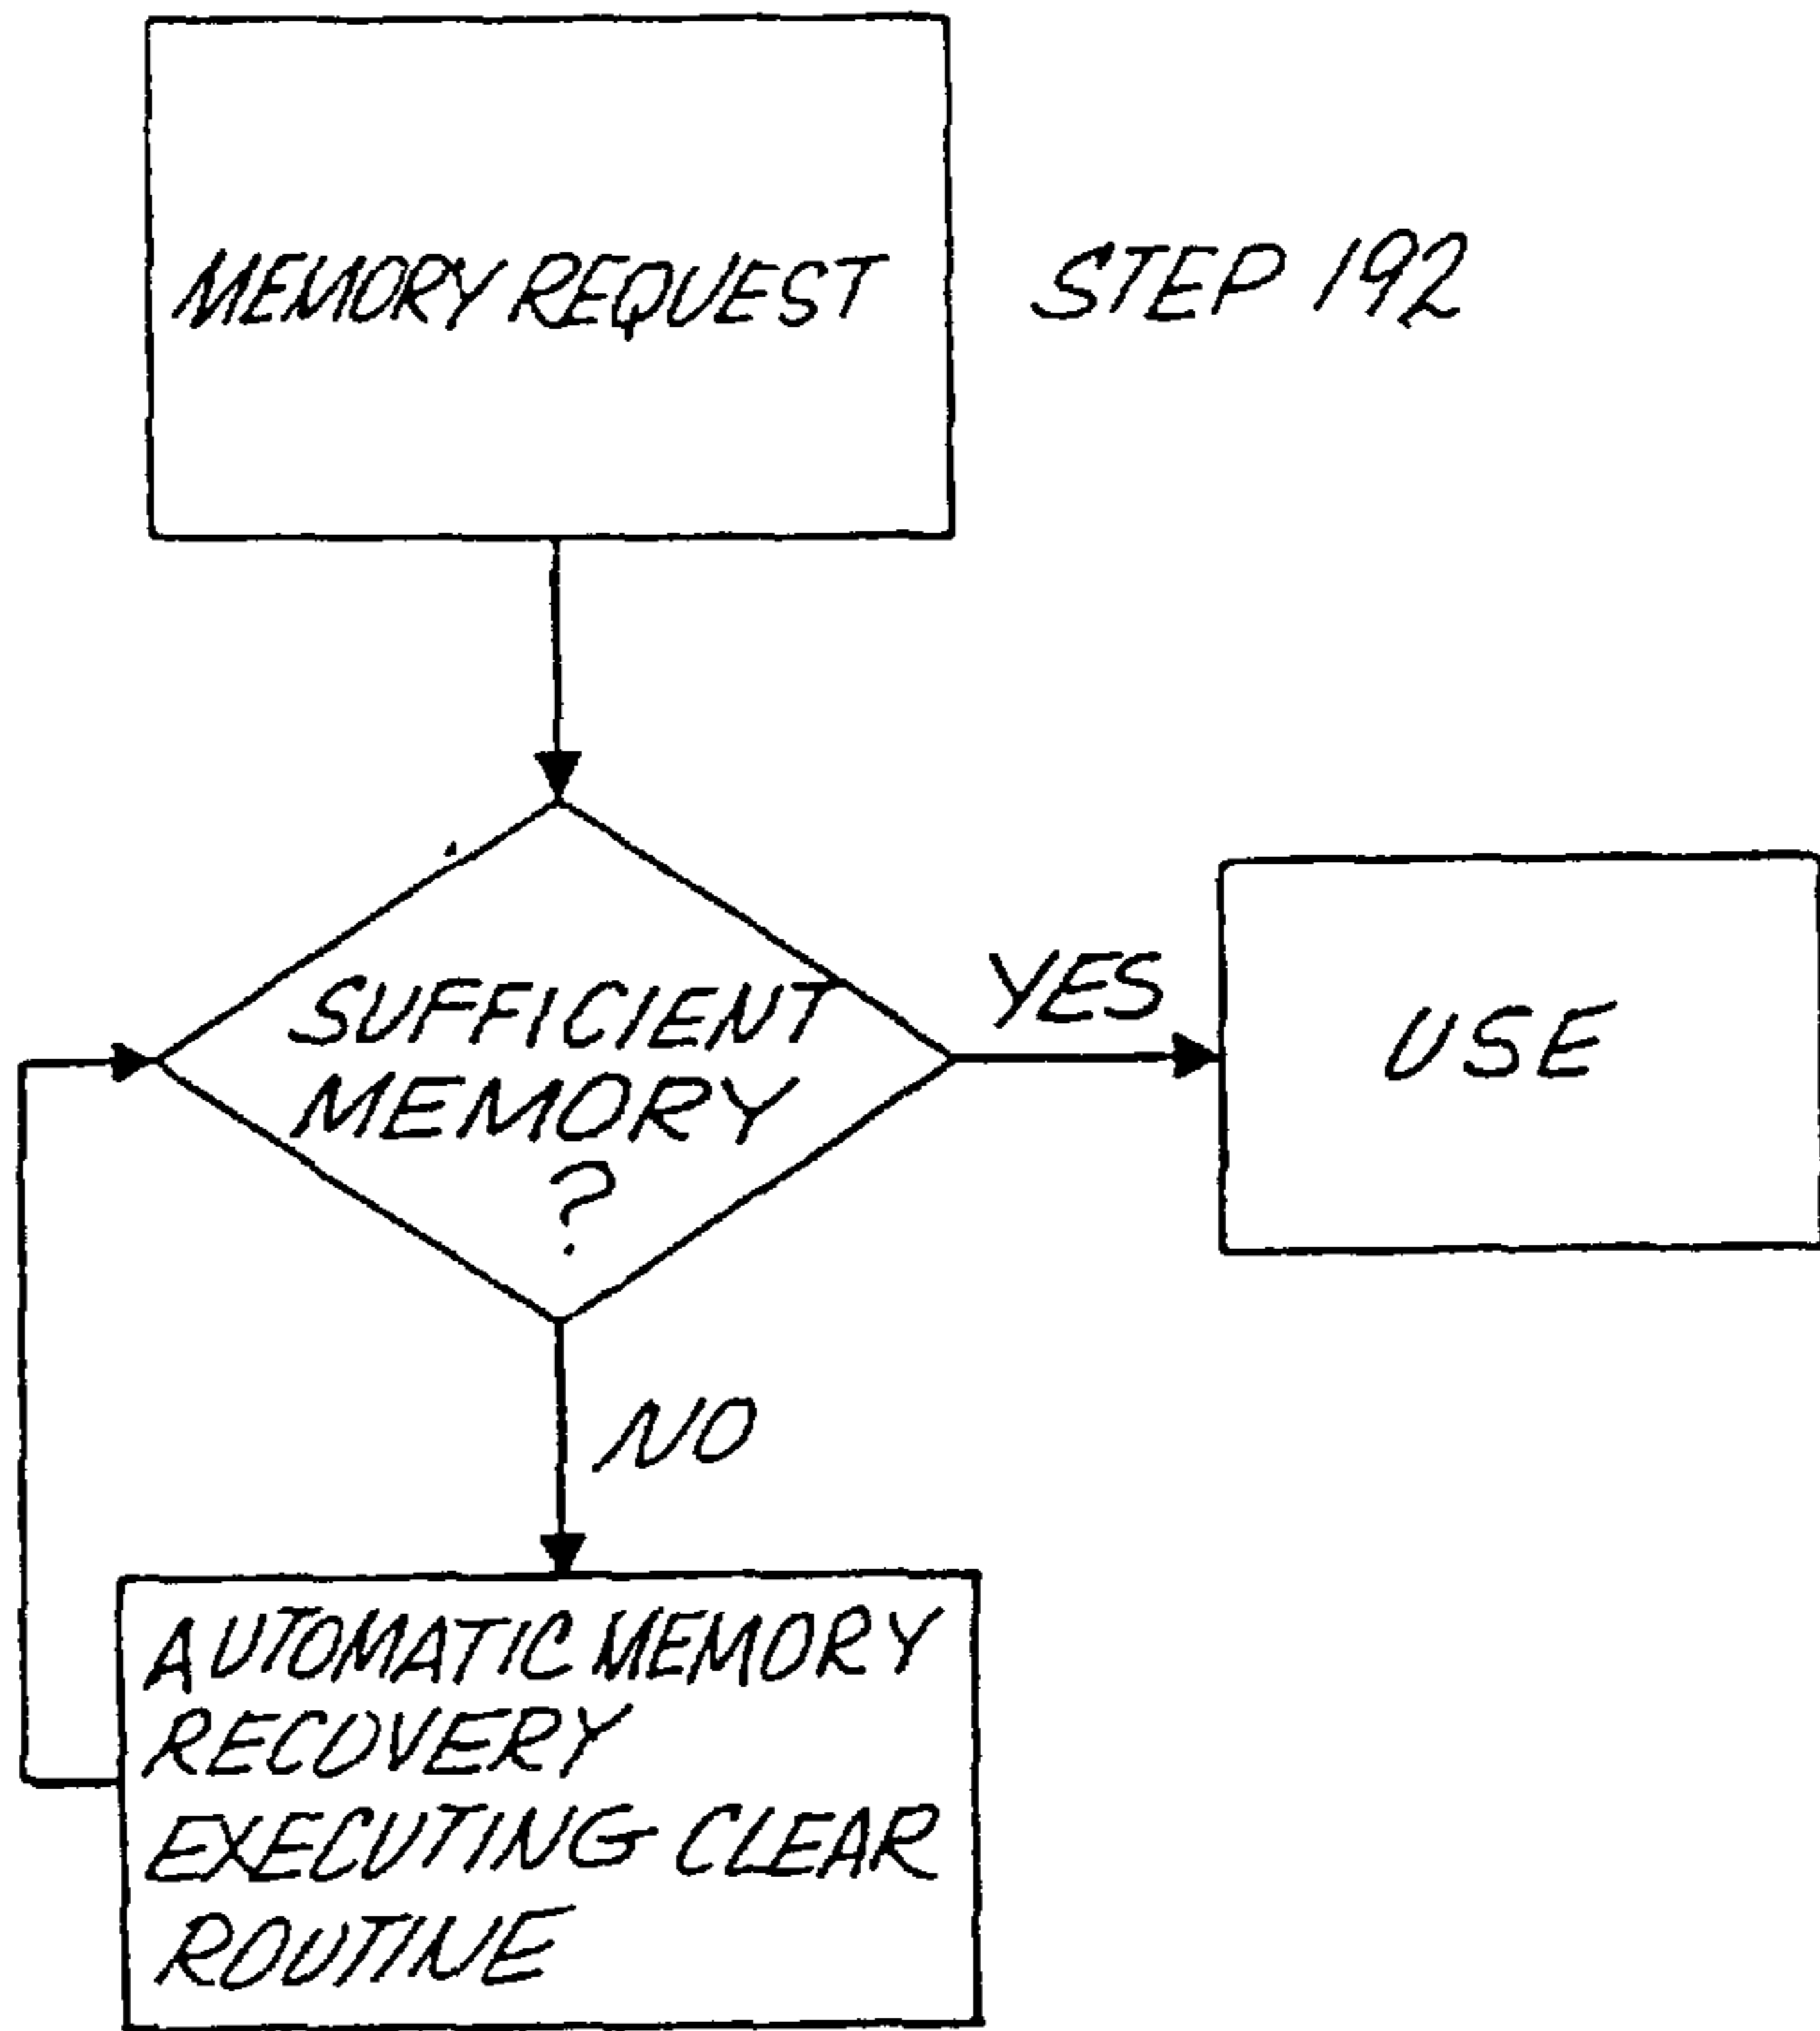 MEMORY REQUEST
STEP 192
SUFFICIENT
MEMORY
?
YES
USE
NO
AUTOMATIC MEMORY
RECOVERY
EXECUTING CLEAR
ROUTINE